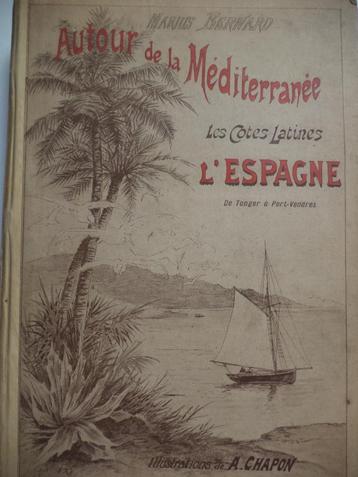 MARIUS BERNARD
Autour de la Méditerranée
Les Côtes Latines
L'ESPAGNE
De Tanger à Port-Vendres
Illustrations de A. CHAPON